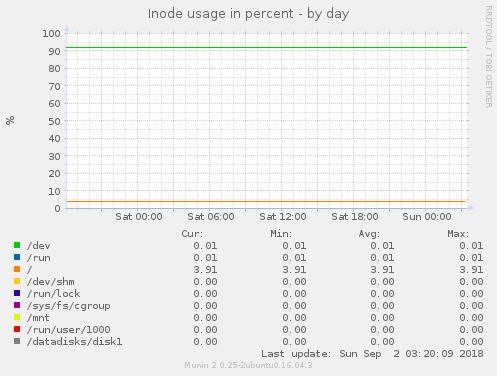 Inode usage in percent - by day
RRDTOOL / TOBI OETIKER
%
100
90
80
70
60
50
40
30
20
10
0
Sat 00:00 Sat 06:00 Sat 12:00 Sat 18:00 Sun 00:00
Cur: Min: Avg: Max:
/dev 0.01 0.01 0.01 0.01
/run 0.01 0.01 0.01 0.01
/ 3.91 3.91 3.91 3.91
/dev/shm 0.00 0.00 0.00 0.00
/run/lock 0.00 0.00 0.00 0.00
/sys/fs/cgroup 0.00 0.00 0.00 0.00
/mnt 0.00 0.00 0.00 0.00
/run/user/1000 0.00 0.00 0.00 0.00
/datadisks/disk1 0.00 0.00 0.00 0.00
Last update: Sun Sep 2 03:20:09 2018
Munin 2.0.25-2ubuntu0.16.04.3